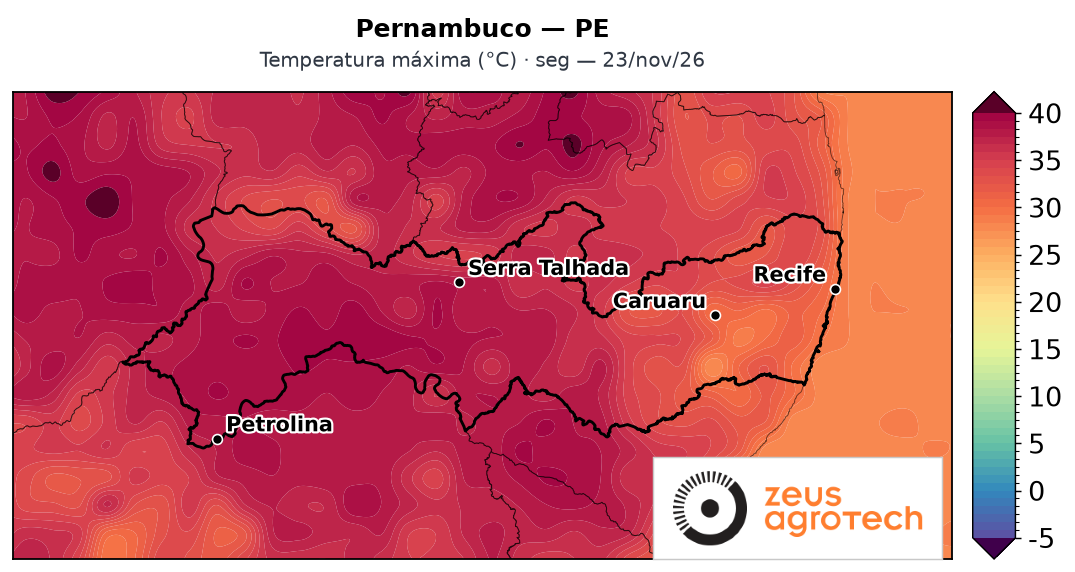 Pernambuco — PE
Temperatura máxima (°C) · seg — 23/nov/26
Serra Talhada
Recife
Caruaru
Petrolina
40
35
30
25
20
15
10
5
0
-5
zeus
agrotech